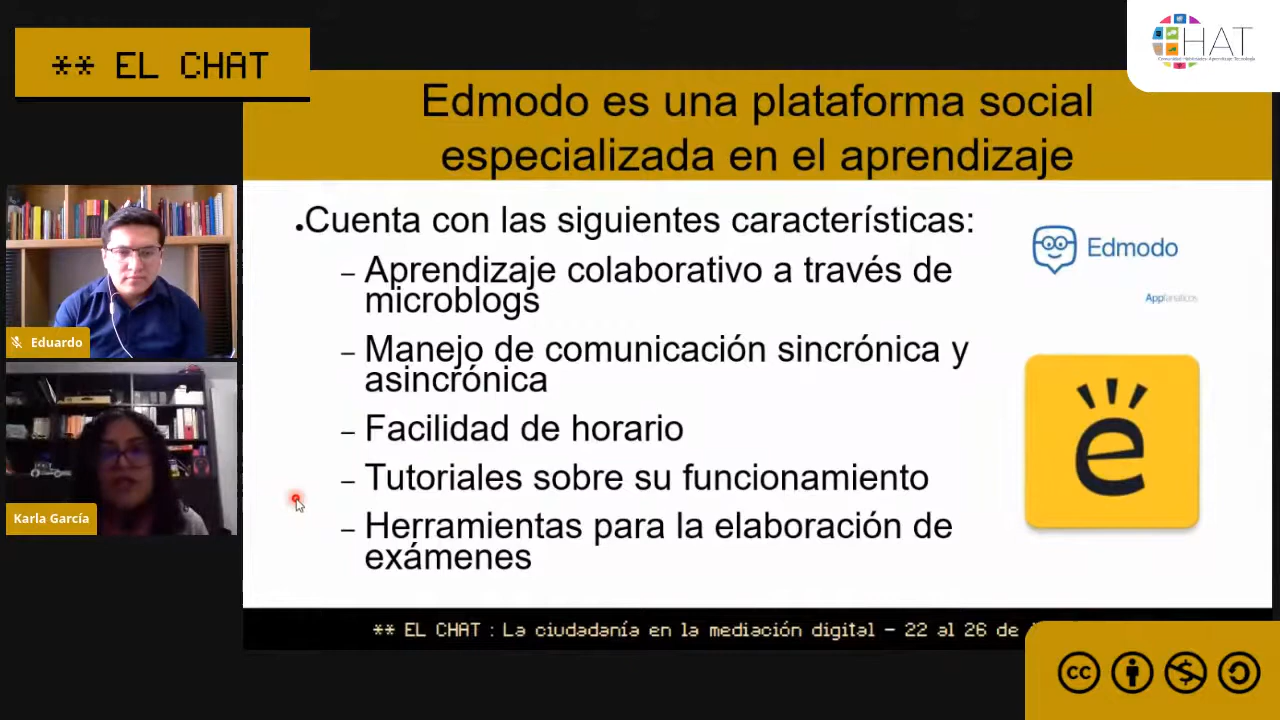 ** EL CHAT
HAT
Edmodo es una plataforma social
especializada en el aprendizaje
Cuenta con las siguientes características:
– Aprendizaje colaborativo a través de
microblogs
– Manejo de comunicación sincrónica y
asincrónica
– Facilidad de horario
– Tutoriales sobre su funcionamiento
– Herramientas para la elaboración de
exámenes
Edmodo
Appfanaticos
e
Eduardo
Karla García
** EL CHAT : La ciudadanía en la mediación digital – 22 al 26 de
cc